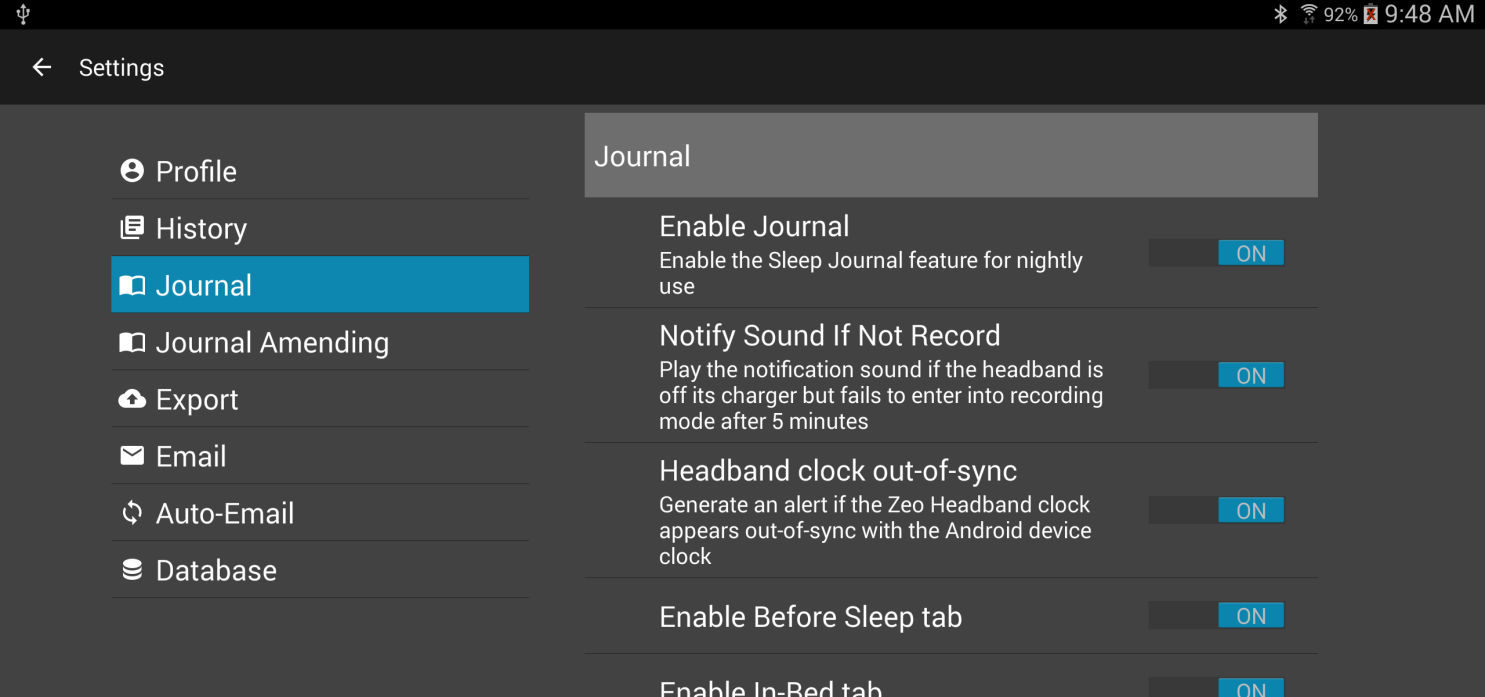 92% 9:48 AM
Settings
Profile
History
Journal
Journal Amending
Export
Email
Auto-Email
Database
Journal
Enable Journal
Enable the Sleep Journal feature for nightly
use
ON
Notify Sound If Not Record
Play the notification sound if the headband is
off its charger but fails to enter into recording
mode after 5 minutes
ON
Headband clock out-of-sync
Generate an alert if the Zeo Headband clock
appears out-of-sync with the Android device
clock
ON
Enable Before Sleep tab
ON
Enable In-Bed tab
ON